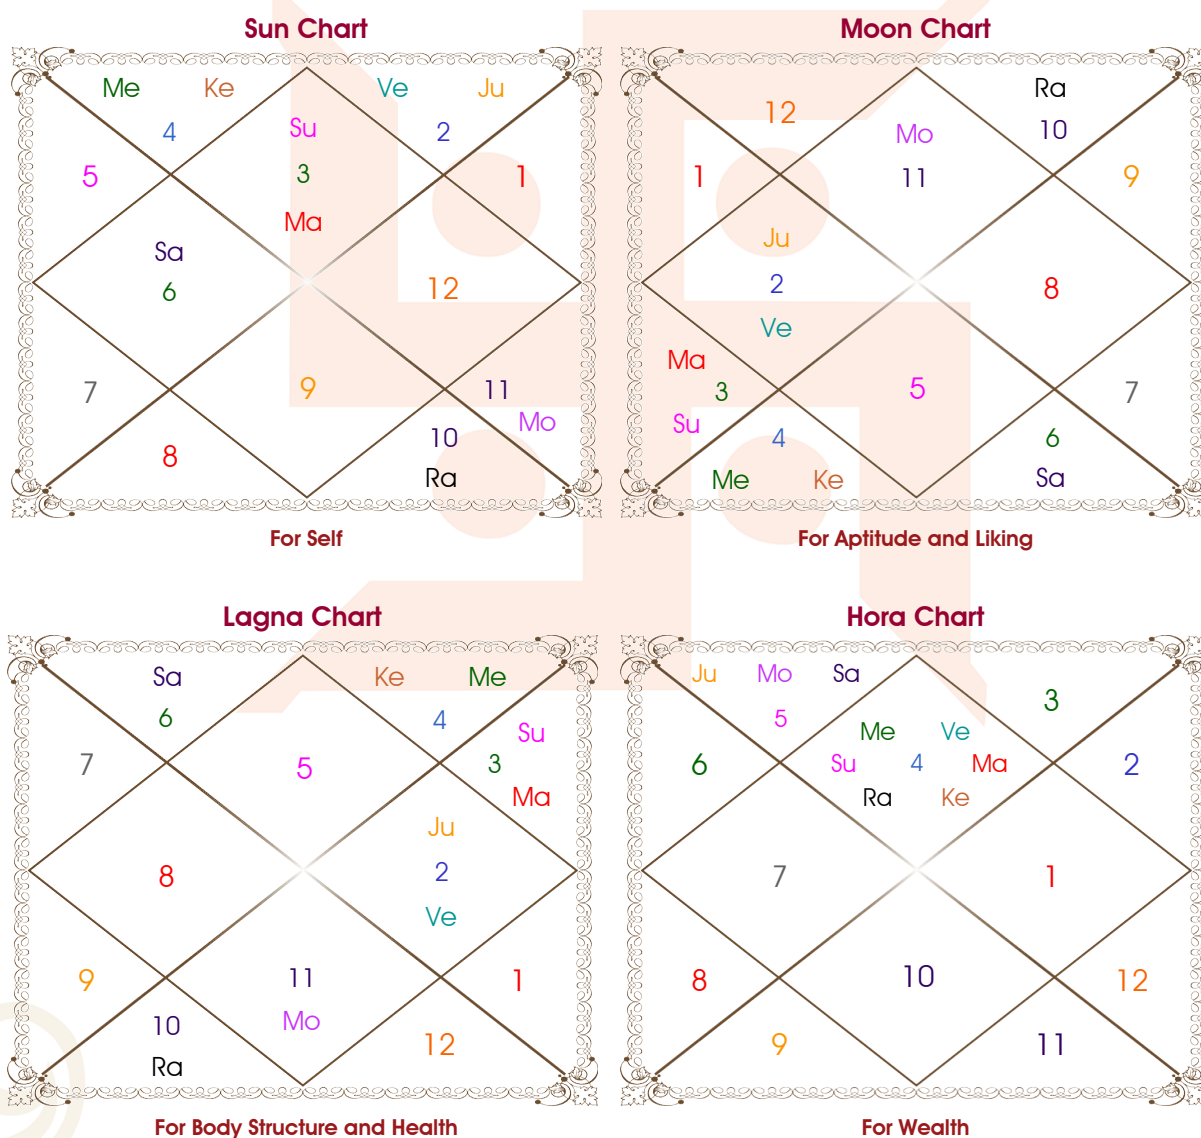 Sun Chart
Me Ke Ve Ju
4 Su 2
5 3 1
Ma
Sa
6 12
7 9 11
Mo
8 10
Ra
For Self
Moon Chart
12 Ra
Mo 10
1 11 9
Ju
2 8
Ve
Ma
3 5 7
Su
4 6
Me Ke Sa
For Aptitude and Liking
Lagna Chart
Sa Ke Me
6 4
Su
7 5 3
Ma
Ju
8 2
Ve
9 11 1
10 Mo
12
Ra
For Body Structure and Health
Hora Chart
Ju Mo Sa
3
5
Me Ve
6 Su 4 Ma 2
Ra Ke
7 1
8 10 12
9 11
For Wealth